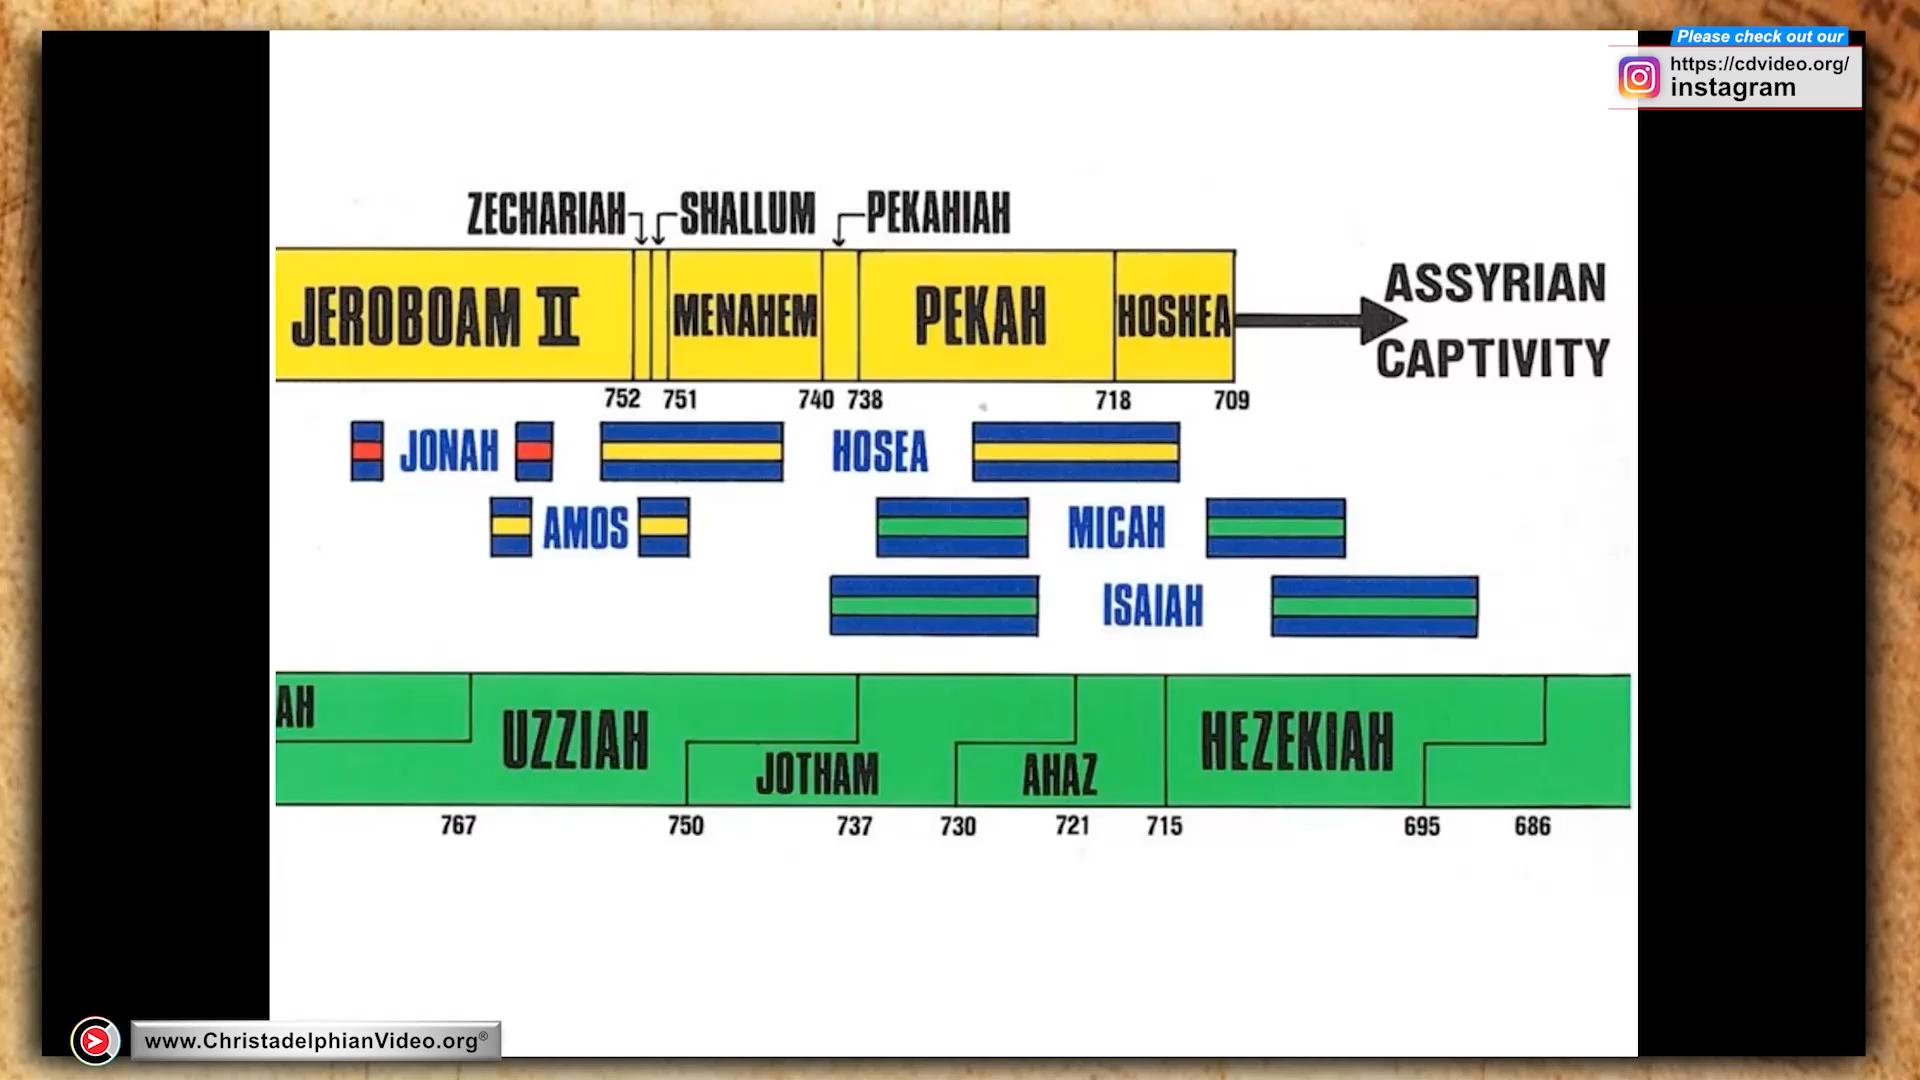 Please check out our
https://cdvideo.org/
instagram
ZECHARIAH SHALLUM PEKAHIAH
JEROBOAM II MENAHEM PEKAH HOSHEA
ASSYRIAN
CAPTIVITY
752 751 740 738 718 709
JONAH HOSEA
AMOS MICAH
ISAIAH
AH UZZIAH JOTHAM AHAZ HEZEKIAH
767 750 737 730 721 715 695 686
www.ChristadelphianVideo.org®